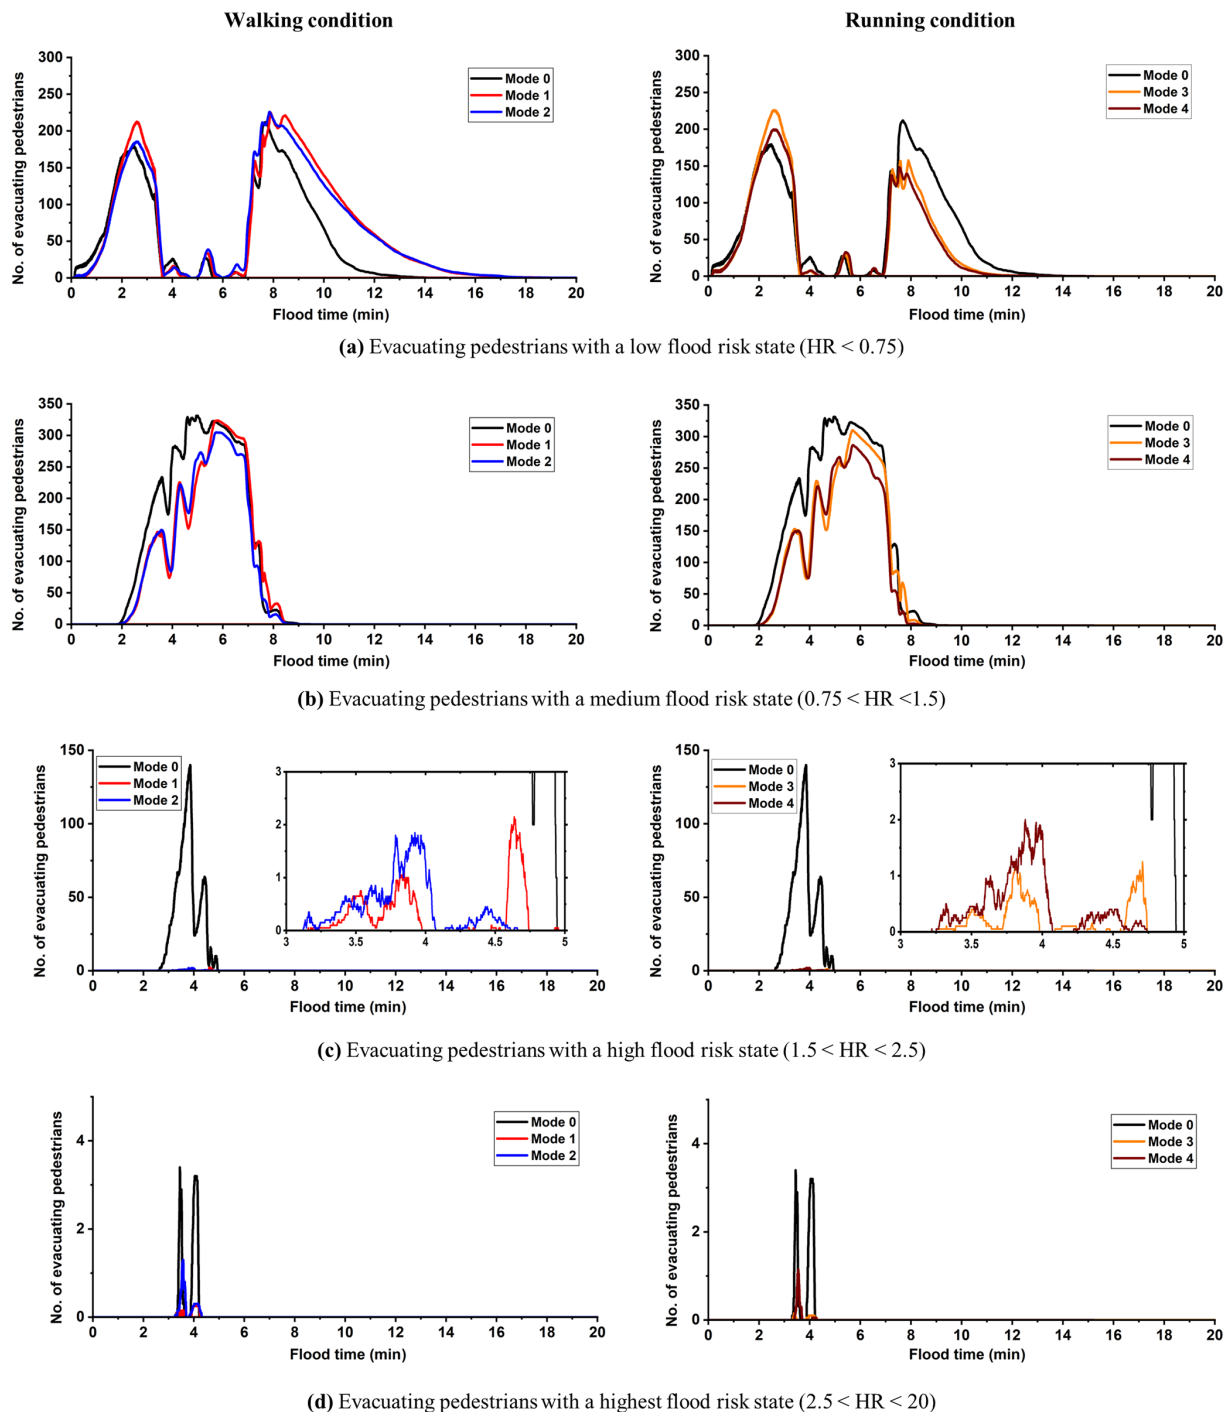 Walking condition
Running condition
No. of evacuating pedestrians
300
250
200
150
100
50
0
Mode 0
Mode 1
Mode 2
0 2 4 6 8 10 12 14 16 18 20
Flood time (min)
No. of evacuating pedestrians
300
250
200
150
100
50
0
Mode 0
Mode 3
Mode 4
0 2 4 6 8 10 12 14 16 18 20
Flood time (min)
(a) Evacuating pedestrians with a low flood risk state (HR < 0.75)
No. of evacuating pedestrians
350
300
250
200
150
100
50
0
Mode 0
Mode 1
Mode 2
0 2 4 6 8 10 12 14 16 18 20
Flood time (min)
No. of evacuating pedestrians
350
300
250
200
150
100
50
0
Mode 0
Mode 3
Mode 4
0 2 4 6 8 10 12 14 16 18 20
Flood time (min)
(b) Evacuating pedestrians with a medium flood risk state (0.75 < HR <1.5)
No. of evacuating pedestrians
150
100
50
0
Mode 0
Mode 1
Mode 2
3
2
1
0
3 3.5 4 4.5 5
0 2 4 6 8 10 12 14 16 18 20
Flood time (min)
No. of evacuating pedestrians
150
100
50
0
Mode 0
Mode 3
Mode 4
3
2
1
0
3 3.5 4 4.5 5
0 2 4 6 8 10 12 14 16 18 20
Flood time (min)
(c) Evacuating pedestrians with a high flood risk state (1.5 < HR < 2.5)
No. of evacuating pedestrians
4
2
0
Mode 0
Mode 1
Mode 2
0 2 4 6 8 10 12 14 16 18 20
Flood time (min)
No. of evacuating pedestrians
4
2
0
Mode 0
Mode 3
Mode 4
0 2 4 6 8 10 12 14 16 18 20
Flood time (min)
(d) Evacuating pedestrians with a highest flood risk state (2.5 < HR < 20)